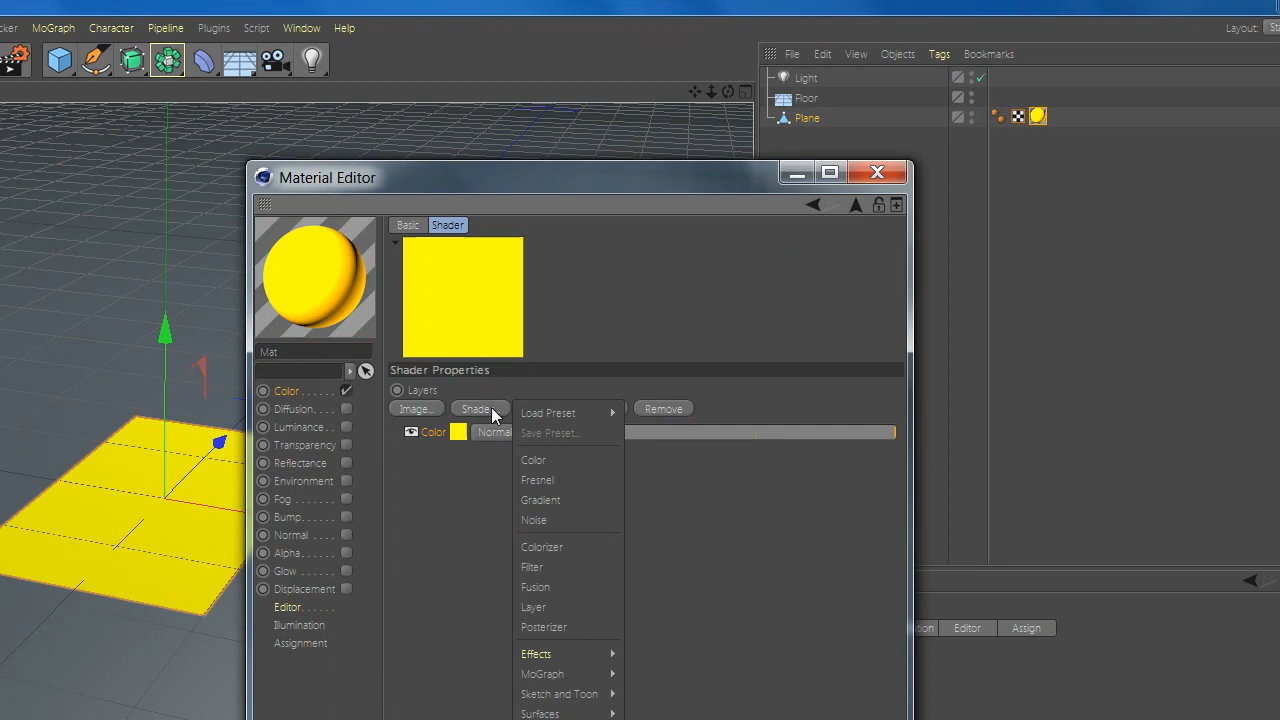 MoGraph Character Pipeline Plugins Script Window Help Layout:
File Edit View Objects Tags Bookmarks
Light
Floor
Plane
Material Editor
Basic Shader
Mat
Shader Properties
Layers
Image... Remove
Color Normal
Color . . . . . .
Diffusion. . . .
Luminance. . .
Transparency
Reflectance
Environment
Fog . . . . . . .
Bump. . . . . .
Normal . . . . .
Alpha. . . . . .
Glow . . . . . .
Displacement
Editor . . . . . .
Illumination
Assignment
Load Preset
Save Preset...
Color
Fresnel
Gradient
Noise
Colorizer
Filter
Fusion
Layer
Posterizer
Effects
MoGraph
Sketch and Toon
Surfaces
Editor Assign